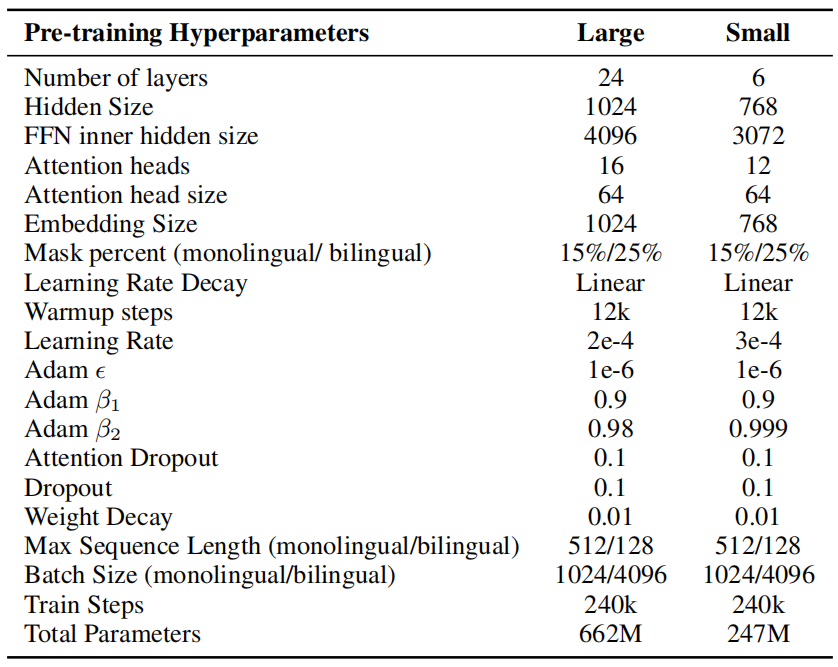 Pre-training Hyperparameters Large Small
Number of layers 24 6
Hidden Size 1024 768
FFN inner hidden size 4096 3072
Attention heads 16 12
Attention head size 64 64
Embedding Size 1024 768
Mask percent (monolingual/ bilingual) 15%/25% 15%/25%
Learning Rate Decay Linear Linear
Warmup steps 12k 12k
Learning Rate 2e-4 3e-4
Adam ϵ 1e-6 1e-6
Adam β₁ 0.9 0.9
Adam β₂ 0.98 0.999
Attention Dropout 0.1 0.1
Dropout 0.1 0.1
Weight Decay 0.01 0.01
Max Sequence Length (monolingual/bilingual) 512/128 512/128
Batch Size (monolingual/bilingual) 1024/4096 1024/4096
Train Steps 240k 240k
Total Parameters 662M 247M